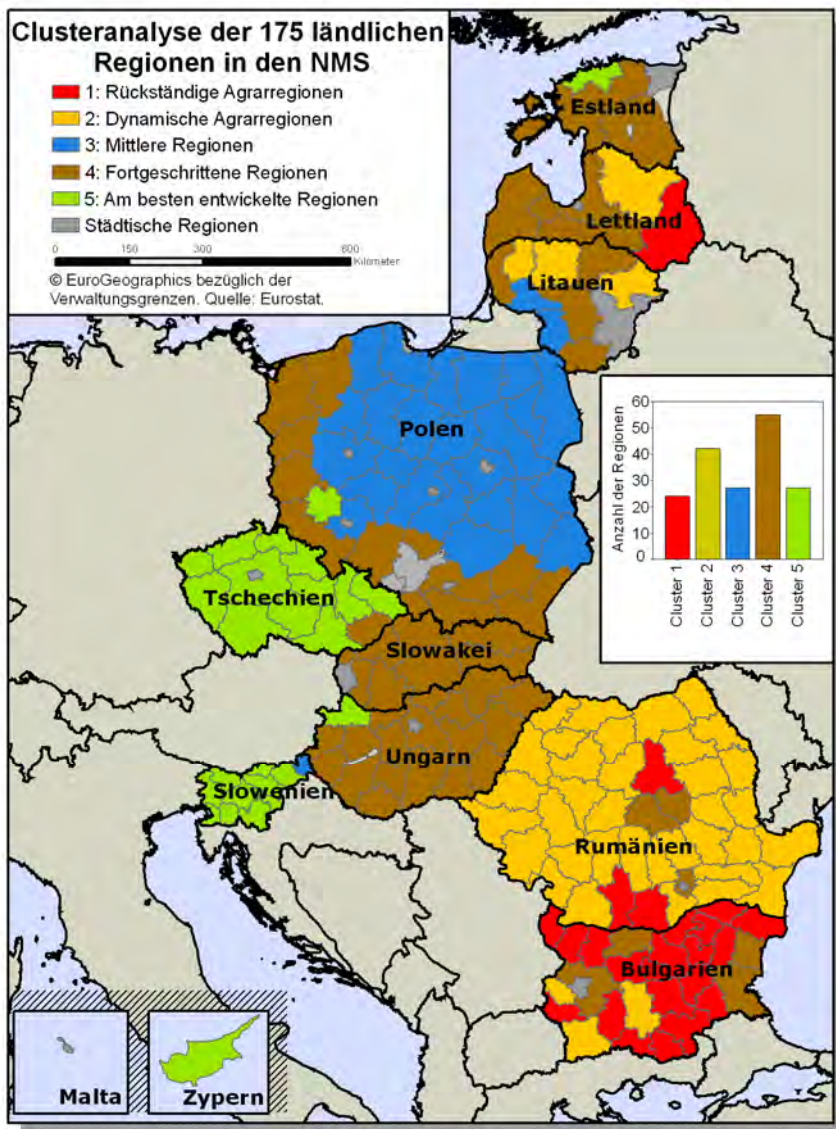 Clusteranalyse der 175 ländlichen
Regionen in den NMS
1: Rückständige Agrarregionen
2: Dynamische Agrarregionen
3: Mittlere Regionen
4: Fortgeschrittene Regionen
5: Am besten entwickelte Regionen
Städtische Regionen
0 150 300 600
Kilometer
© EuroGeographics bezüglich der
Verwaltungsgrenzen. Quelle: Eurostat.
Estland
Lettland
Litauen
Polen
Anzahl der Regionen
60
50
40
30
20
10
0
Cluster 1
Cluster 2
Cluster 3
Cluster 4
Cluster 5
Tschechien
Slowakei
Ungarn
Slowenien
Rumänien
Bulgarien
Malta
Zypern